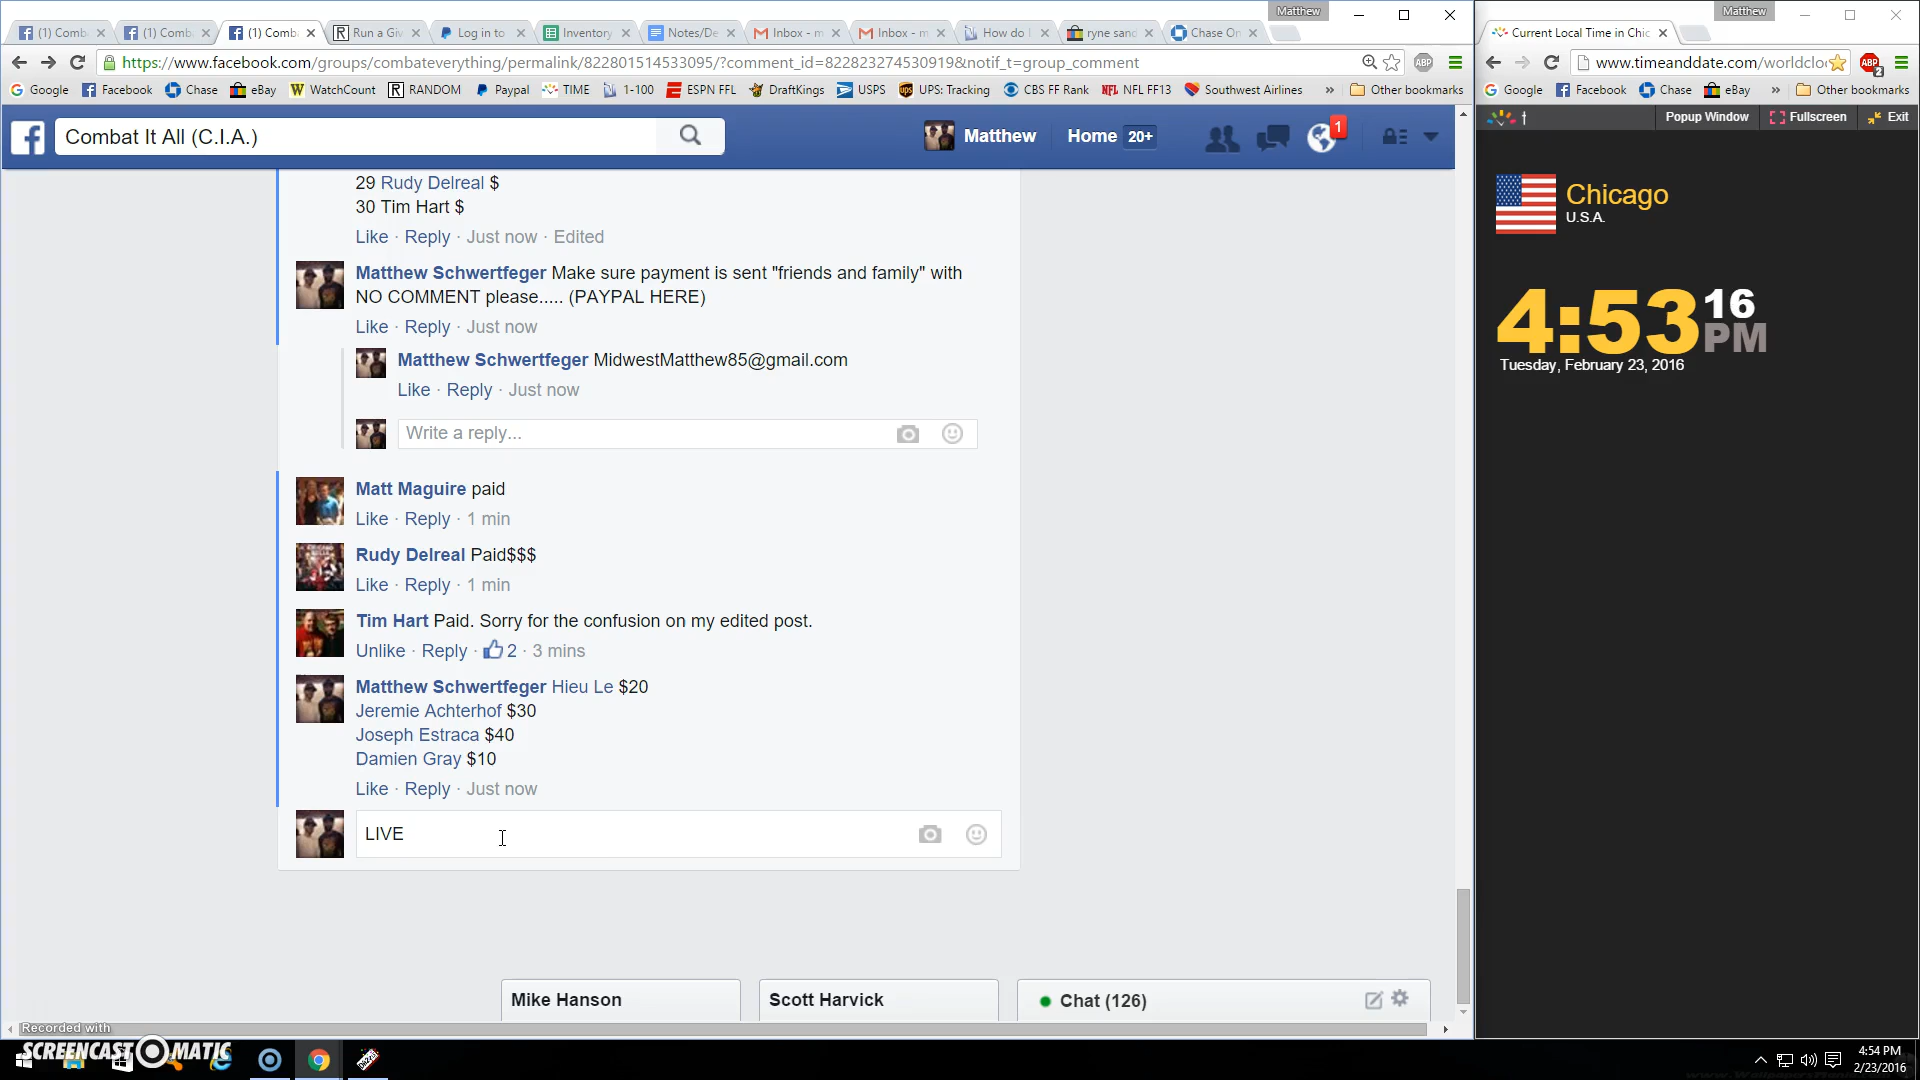 Matthew
(1) Comb
(1) Comb
(1) Comb
Run a Gi
Log in to
Inventory
Notes/De
Inbox - m
Inbox - m
How do
ryne sand
Chase On
https://www.facebook.com/groups/combateverything/permalink/822801514533095/?comment_id=822823274530919&notif_t=group_comment
ABP
Google
Facebook
Chase
eBay
WatchCount
RANDOM
Paypal
TIME
1-100
ESPN FFL
DraftKings
USPS
UPS: Tracking
CBS FF Rank
NFL FF13
Southwest Airlines
»
Other bookmarks
Combat It All (C.I.A.)
Matthew
Home 20+
1
29 Rudy Delreal $
30 Tim Hart $
Like · Reply · Just now · Edited
Matthew Schwertfeger Make sure payment is sent "friends and family" with
NO COMMENT please..... (PAYPAL HERE)
Like · Reply · Just now
Matthew Schwertfeger MidwestMatthew85@gmail.com
Like · Reply · Just now
Write a reply...
Matt Maguire paid
Like · Reply · 1 min
Rudy Delreal Paid$$$
Like · Reply · 1 min
Tim Hart Paid. Sorry for the confusion on my edited post.
Unlike · Reply · 2 · 3 mins
Matthew Schwertfeger Hieu Le $20
Jeremie Achterhof $30
Joseph Estraca $40
Damien Gray $10
Like · Reply · Just now
LIVE
Mike Hanson
Scott Harvick
Chat (126)
Matthew
Current Local Time in Chic
www.timeanddate.com/worldclo
ABP
2
Google
Facebook
Chase
eBay
»
Other bookmarks
t
Popup Window
Fullscreen
Exit
Chicago
U.S.A.
4:53 16 PM
Tuesday, February 23, 2016
Recorded with
SCREENCAST-O-MATIC
4:54 PM
2/23/2016